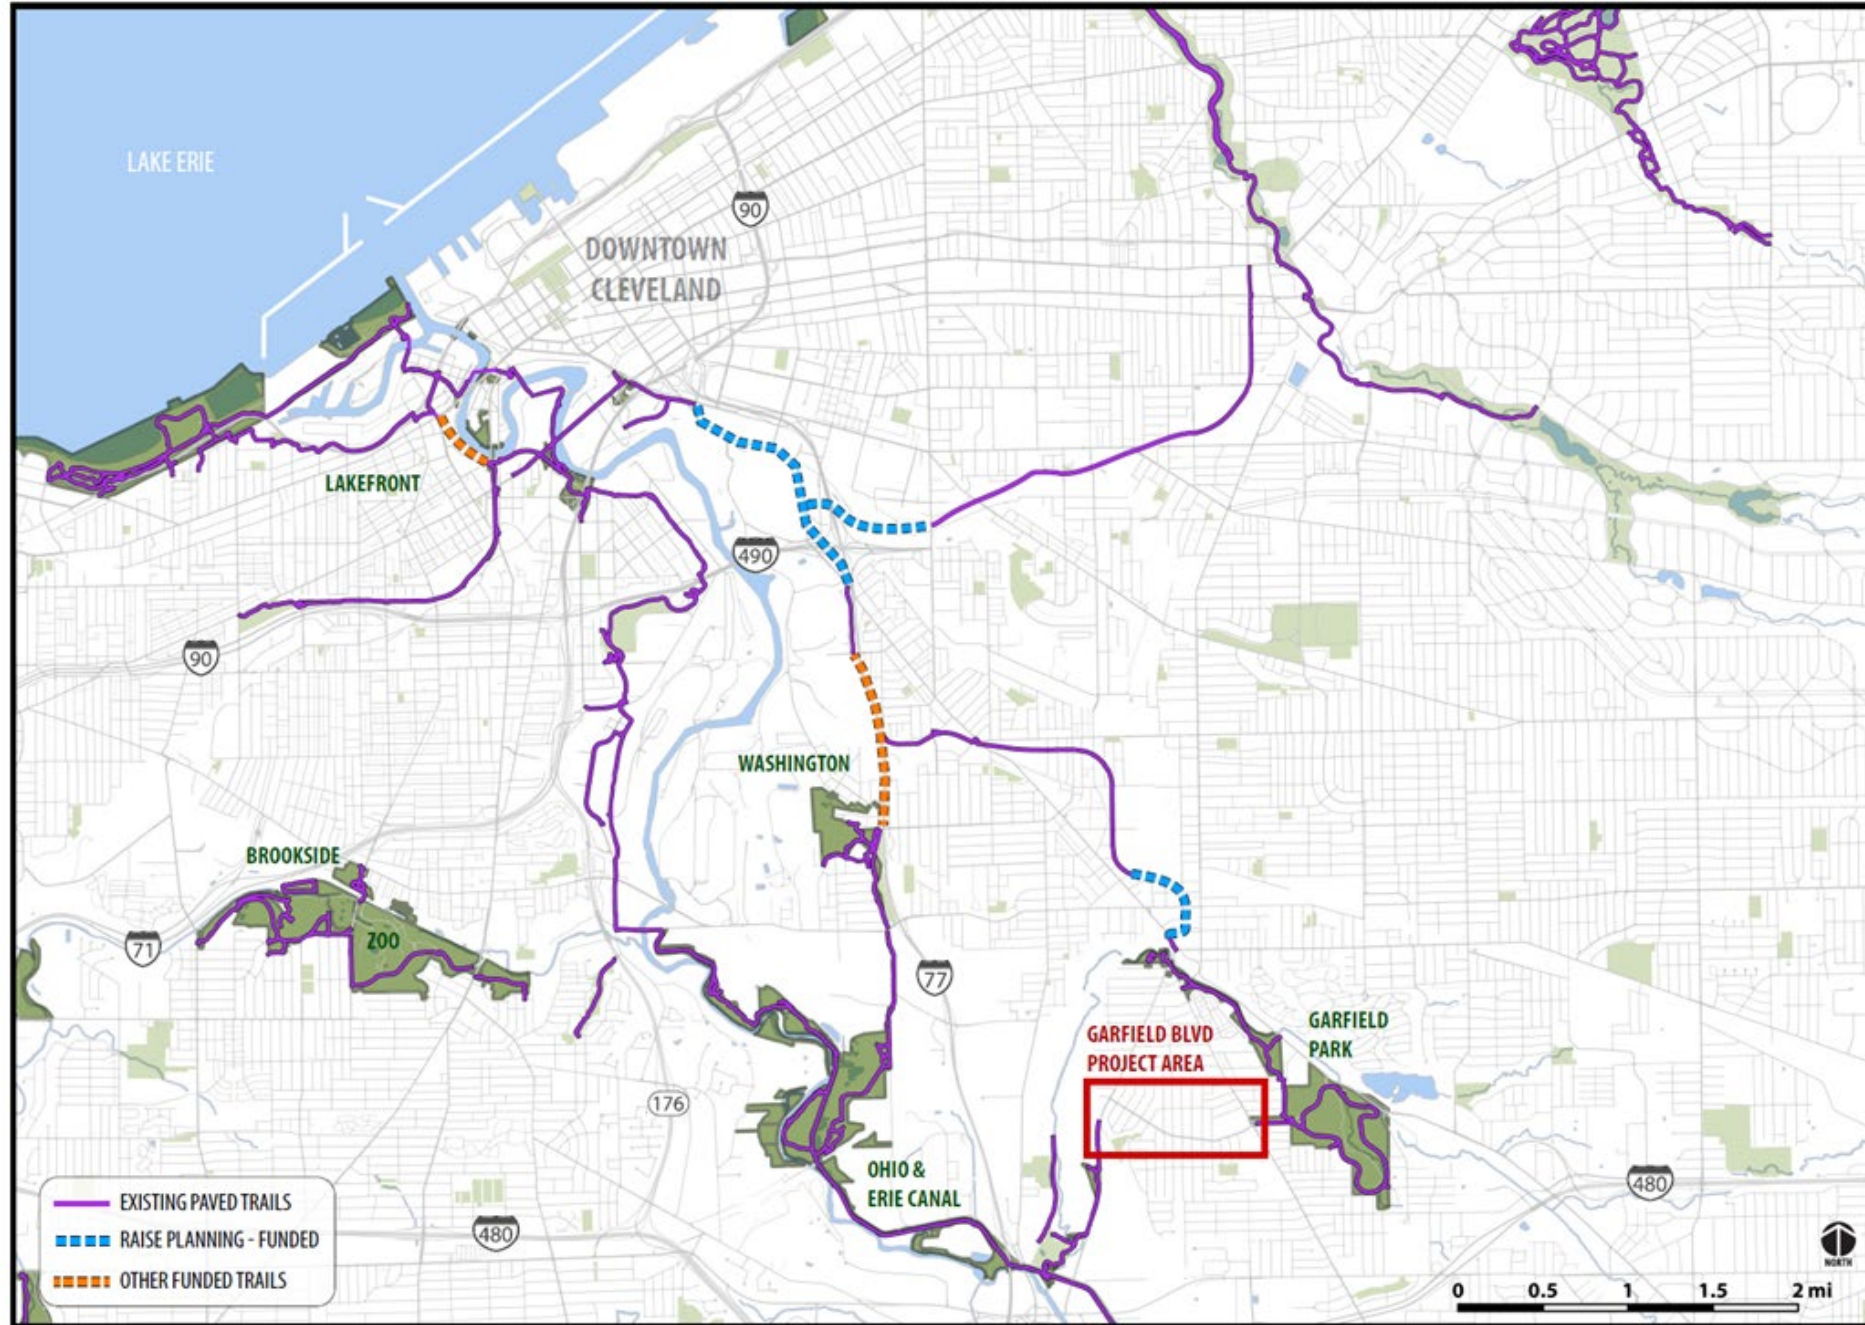 LAKE ERIE
90
DOWNTOWN
CLEVELAND
LAKEFRONT
490
90
WASHINGTON
BROOKSIDE
ZOO
71
77
GARFIELD BLVD
PROJECT AREA
GARFIELD
PARK
176
OHIO &
ERIE CANAL
480
480
EXISTING PAVED TRAILS
RAISE PLANNING - FUNDED
OTHER FUNDED TRAILS
NORTH
0 0.5 1 1.5 2 mi